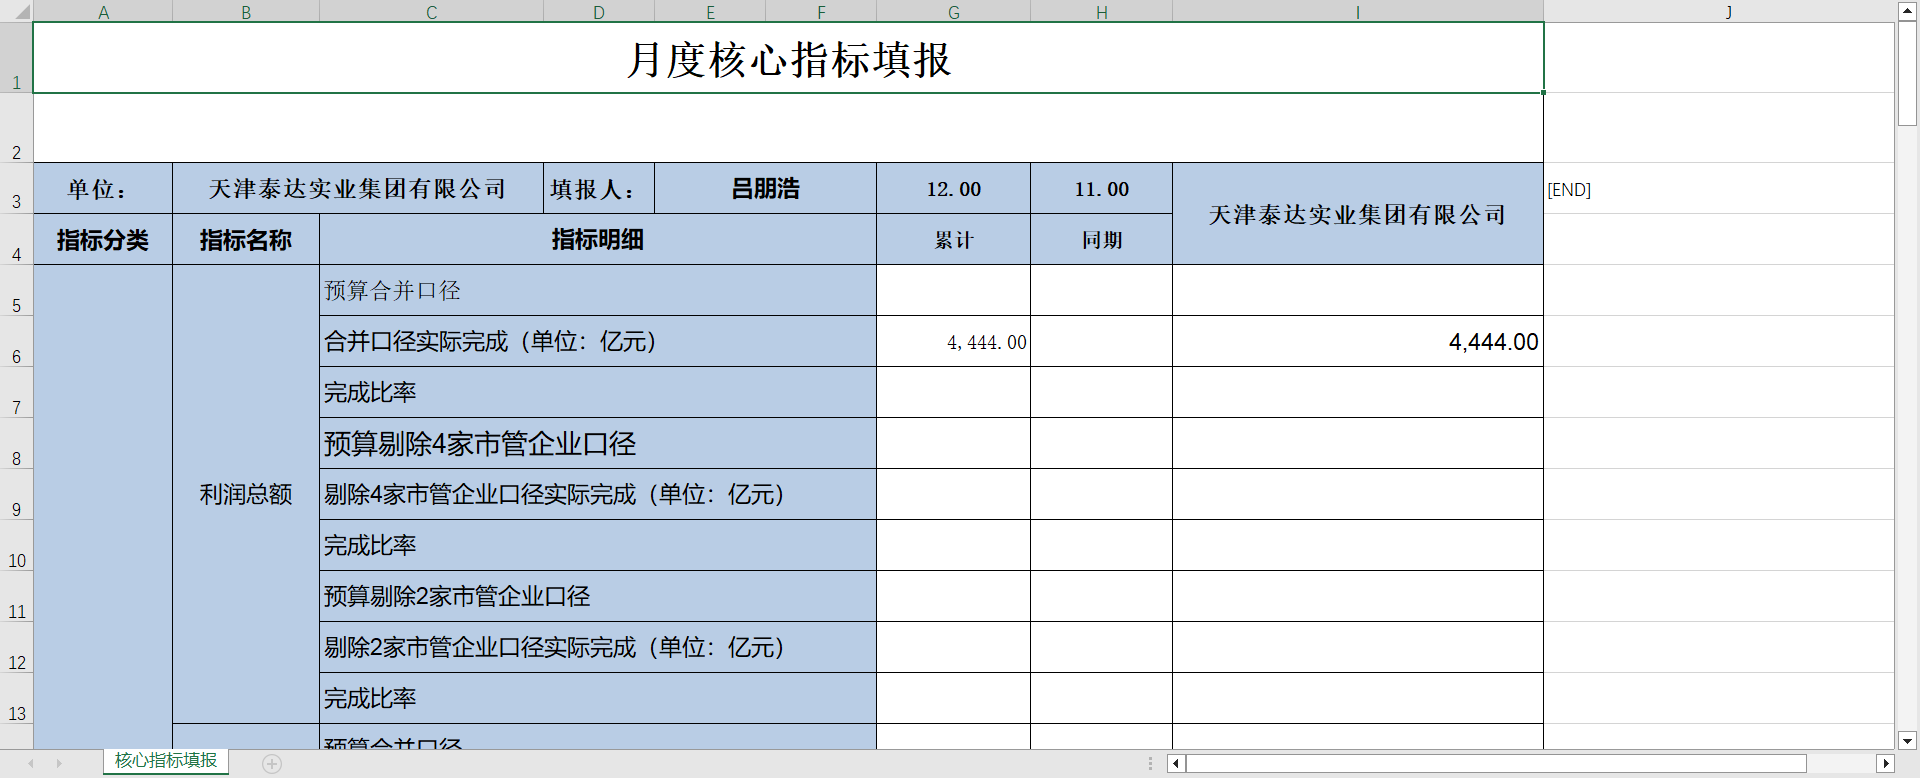 A B C D E F G H I J
1 月度核心指标填报
2
3 单位： 天津泰达实业集团有限公司 填报人： 吕朋浩 12.00 11.00 天津泰达实业集团有限公司 [END]
4 指标分类 指标名称 指标明细 累计 同期
5 预算合并口径
6 合并口径实际完成（单位：亿元） 4,444.00 4,444.00
7 完成比率
8 预算剔除4家市管企业口径
9 利润总额 剔除4家市管企业口径实际完成（单位：亿元）
10 完成比率
11 预算剔除2家市管企业口径
12 剔除2家市管企业口径实际完成（单位：亿元）
13 完成比率
预算合并口径
核心指标填报